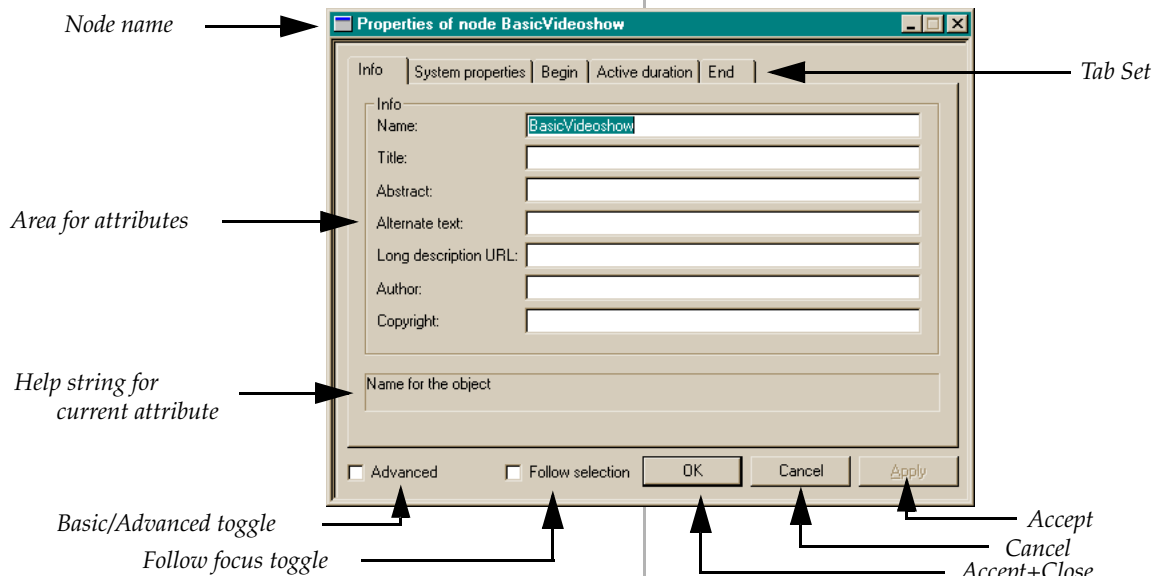 Node name
Properties of node BasicVideoshow
Info System properties Begin Active duration End
Tab Set
Info
Name: BasicVideoshow
Title:
Abstract:
Area for attributes
Alternate text:
Long description URL:
Author:
Copyright:
Help string for
current attribute
Name for the object
Advanced Follow selection OK Cancel Apply
Basic/Advanced toggle
Follow focus toggle
Accept
Cancel
Accept+Close